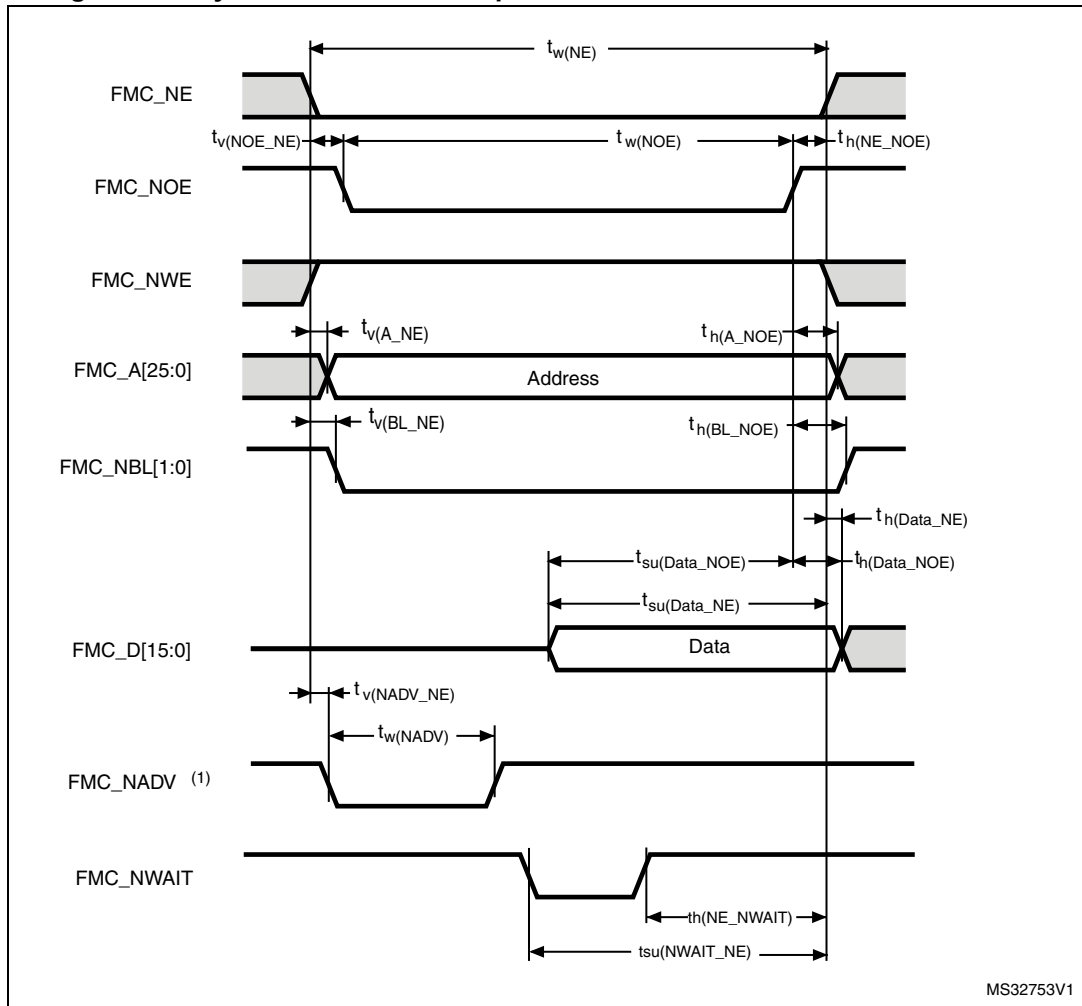 tw(NE)
FMC_NE
tv(NOE_NE)
tw(NOE)
th(NE_NOE)
FMC_NOE
FMC_NWE
tv(A_NE)
th(A_NOE)
FMC_A[25:0]
Address
tv(BL_NE)
th(BL_NOE)
FMC_NBL[1:0]
th(Data_NE)
tsu(Data_NOE)
th(Data_NOE)
tsu(Data_NE)
FMC_D[15:0]
Data
tv(NADV_NE)
tw(NADV)
FMC_NADV (1)
FMC_NWAIT
th(NE_NWAIT)
tsu(NWAIT_NE)
MS32753V1